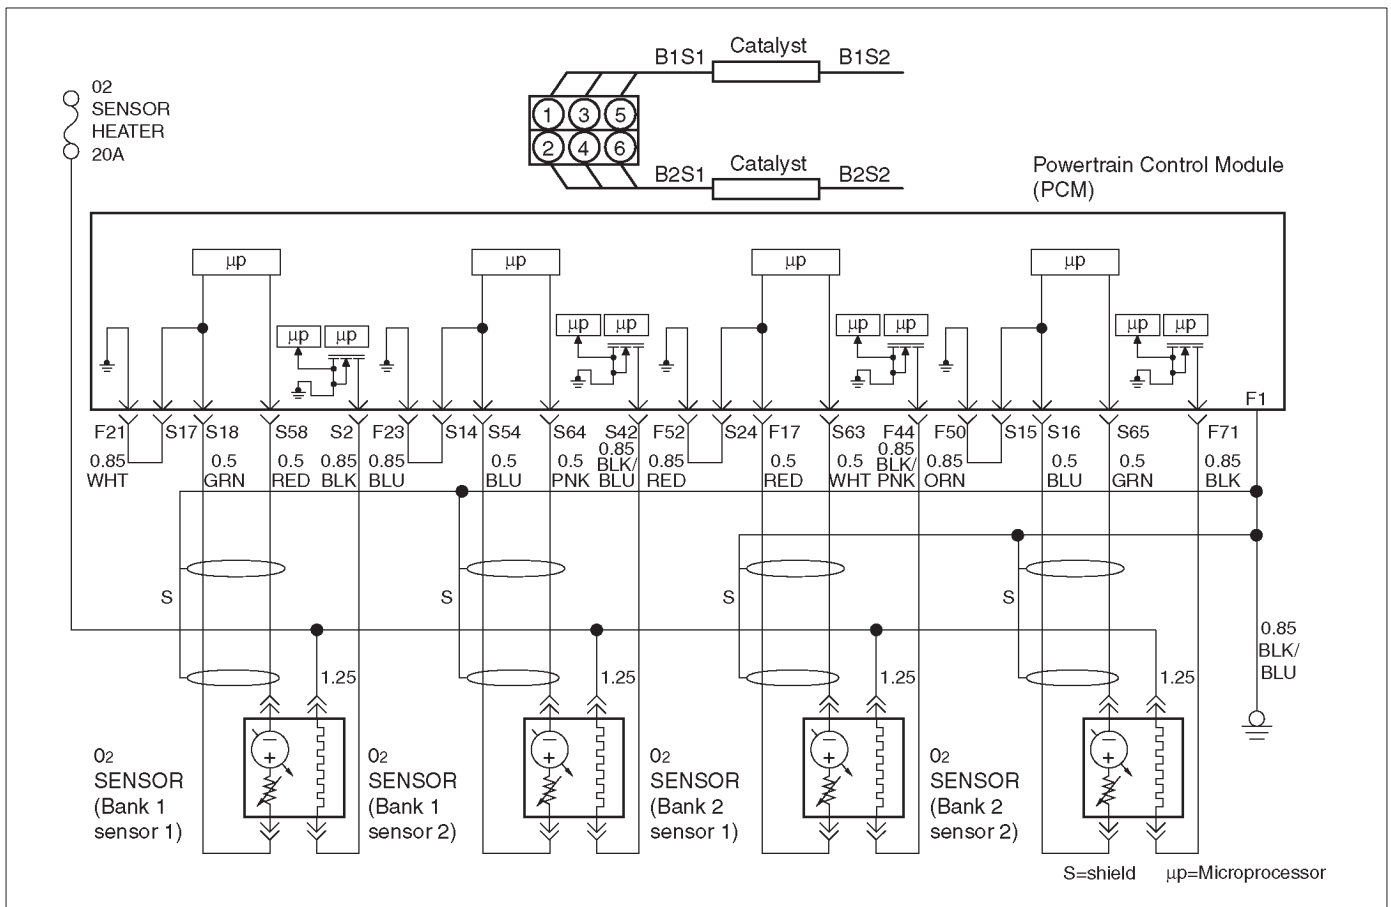 B1S1 Catalyst B1S2
02
SENSOR
HEATER
20A
1 3 5
2 4 6
B2S1 Catalyst B2S2
Powertrain Control Module
(PCM)
µp µp µp µp
µp µp µp µp µp µp µp µp
F1
F21 S17 S18 S58 S2 F23 S14 S54 S64 S42 F52 S24 F17 S63 F44 F50 S15 S16 S65 F71
0.85
WHT
0.5
GRN
0.5
RED
0.85
BLK
0.85
BLU
0.5
BLU
0.5
PNK
0.85
BLK/
BLU
0.85
RED
0.5
RED
0.5
WHT
0.85
BLK/
PNK
0.85
ORN
0.5
BLU
0.5
GRN
0.85
BLK
S S S S
0.85
BLK/
BLU
1.25 1.25 1.25 1.25
02
SENSOR
(Bank 1
sensor 1)
02
SENSOR
(Bank 1
sensor 2)
02
SENSOR
(Bank 2
sensor 1)
02
SENSOR
(Bank 2
sensor 2)
− + − + − + − +
S=shield µp=Microprocessor